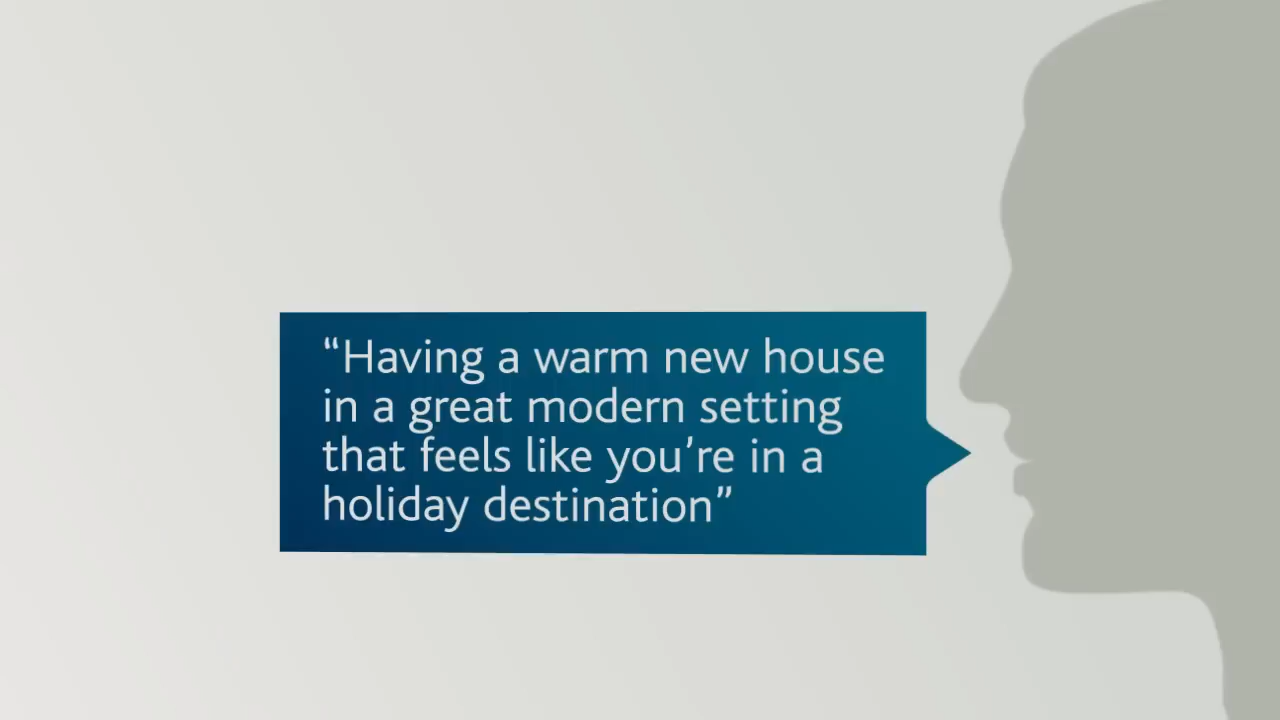 “Having a warm new house
in a great modern setting
that feels like you’re in a
holiday destination”